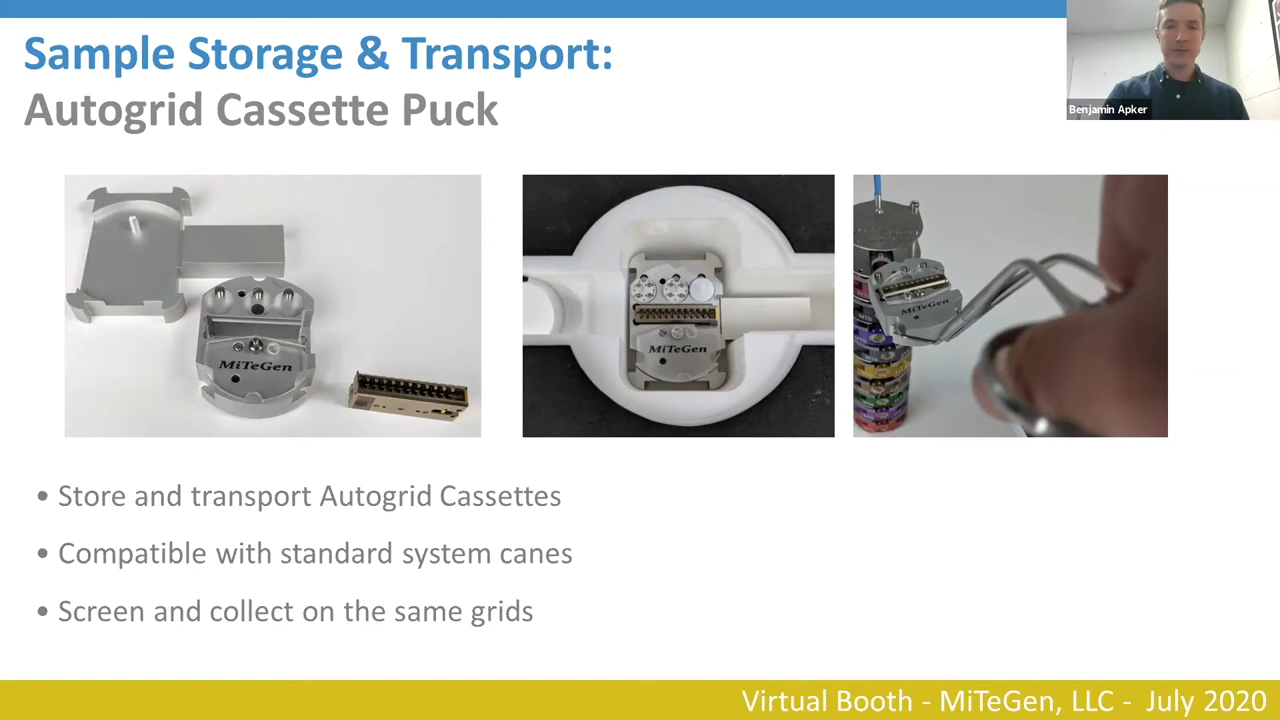 Sample Storage & Transport:
Autogrid Cassette Puck
Benjamin Apker
MiTeGen
MiTeGen
MiTeGen
• Store and transport Autogrid Cassettes
• Compatible with standard system canes
• Screen and collect on the same grids
Virtual Booth - MiTeGen, LLC - July 2020